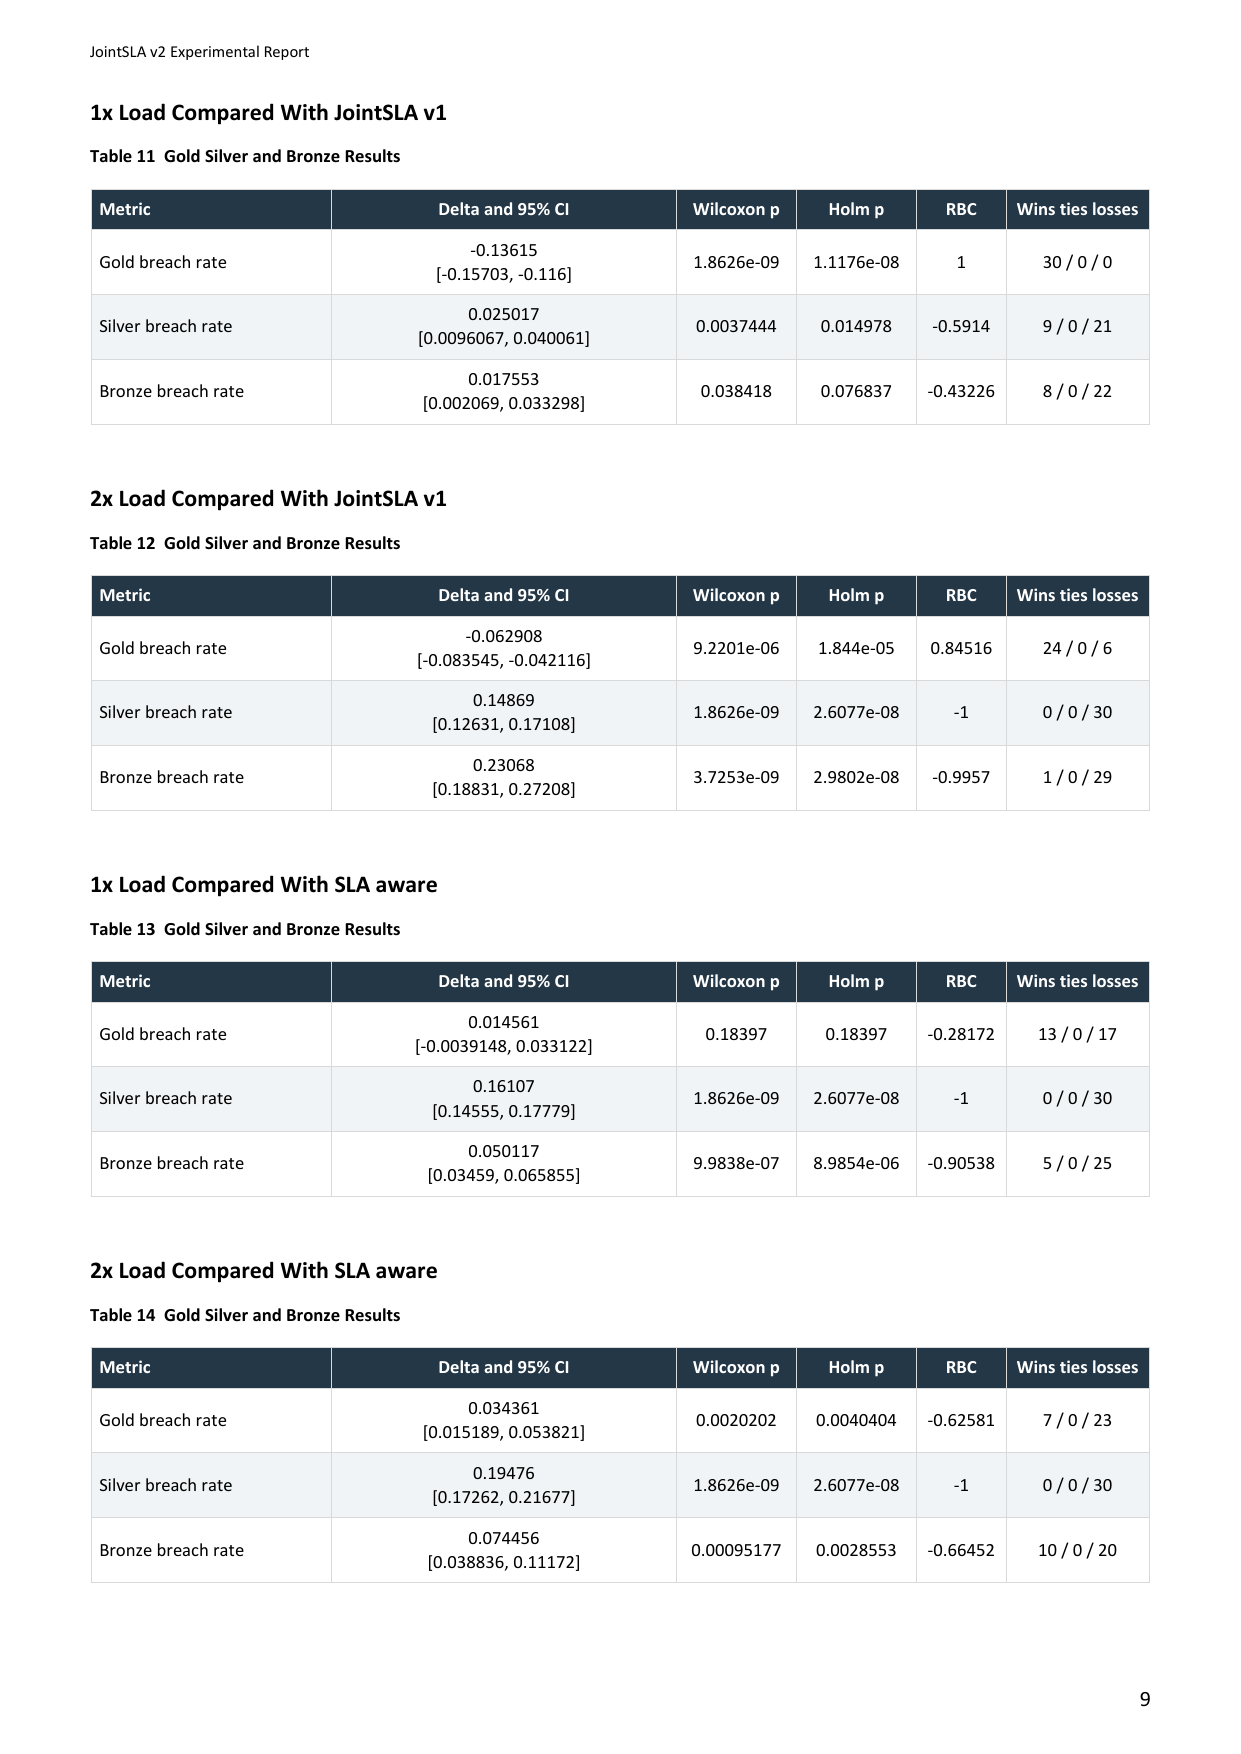 JointSLA v2 Experimental Report
1x Load Compared With JointSLA v1
Table 11 Gold Silver and Bronze Results
Metric Delta and 95% CI Wilcoxon p Holm p RBC Wins ties losses
Gold breach rate -0.13615 [-0.15703, -0.116] 1.8626e-09 1.1176e-08 1 30 / 0 / 0
Silver breach rate 0.025017 [0.0096067, 0.040061] 0.0037444 0.014978 -0.5914 9 / 0 / 21
Bronze breach rate 0.017553 [0.002069, 0.033298] 0.038418 0.076837 -0.43226 8 / 0 / 22
2x Load Compared With JointSLA v1
Table 12 Gold Silver and Bronze Results
Metric Delta and 95% CI Wilcoxon p Holm p RBC Wins ties losses
Gold breach rate -0.062908 [-0.083545, -0.042116] 9.2201e-06 1.844e-05 0.84516 24 / 0 / 6
Silver breach rate 0.14869 [0.12631, 0.17108] 1.8626e-09 2.6077e-08 -1 0 / 0 / 30
Bronze breach rate 0.23068 [0.18831, 0.27208] 3.7253e-09 2.9802e-08 -0.9957 1 / 0 / 29
1x Load Compared With SLA aware
Table 13 Gold Silver and Bronze Results
Metric Delta and 95% CI Wilcoxon p Holm p RBC Wins ties losses
Gold breach rate 0.014561 [-0.0039148, 0.033122] 0.18397 0.18397 -0.28172 13 / 0 / 17
Silver breach rate 0.16107 [0.14555, 0.17779] 1.8626e-09 2.6077e-08 -1 0 / 0 / 30
Bronze breach rate 0.050117 [0.03459, 0.065855] 9.9838e-07 8.9854e-06 -0.90538 5 / 0 / 25
2x Load Compared With SLA aware
Table 14 Gold Silver and Bronze Results
Metric Delta and 95% CI Wilcoxon p Holm p RBC Wins ties losses
Gold breach rate 0.034361 [0.015189, 0.053821] 0.0020202 0.0040404 -0.62581 7 / 0 / 23
Silver breach rate 0.19476 [0.17262, 0.21677] 1.8626e-09 2.6077e-08 -1 0 / 0 / 30
Bronze breach rate 0.074456 [0.038836, 0.11172] 0.00095177 0.0028553 -0.66452 10 / 0 / 20
9